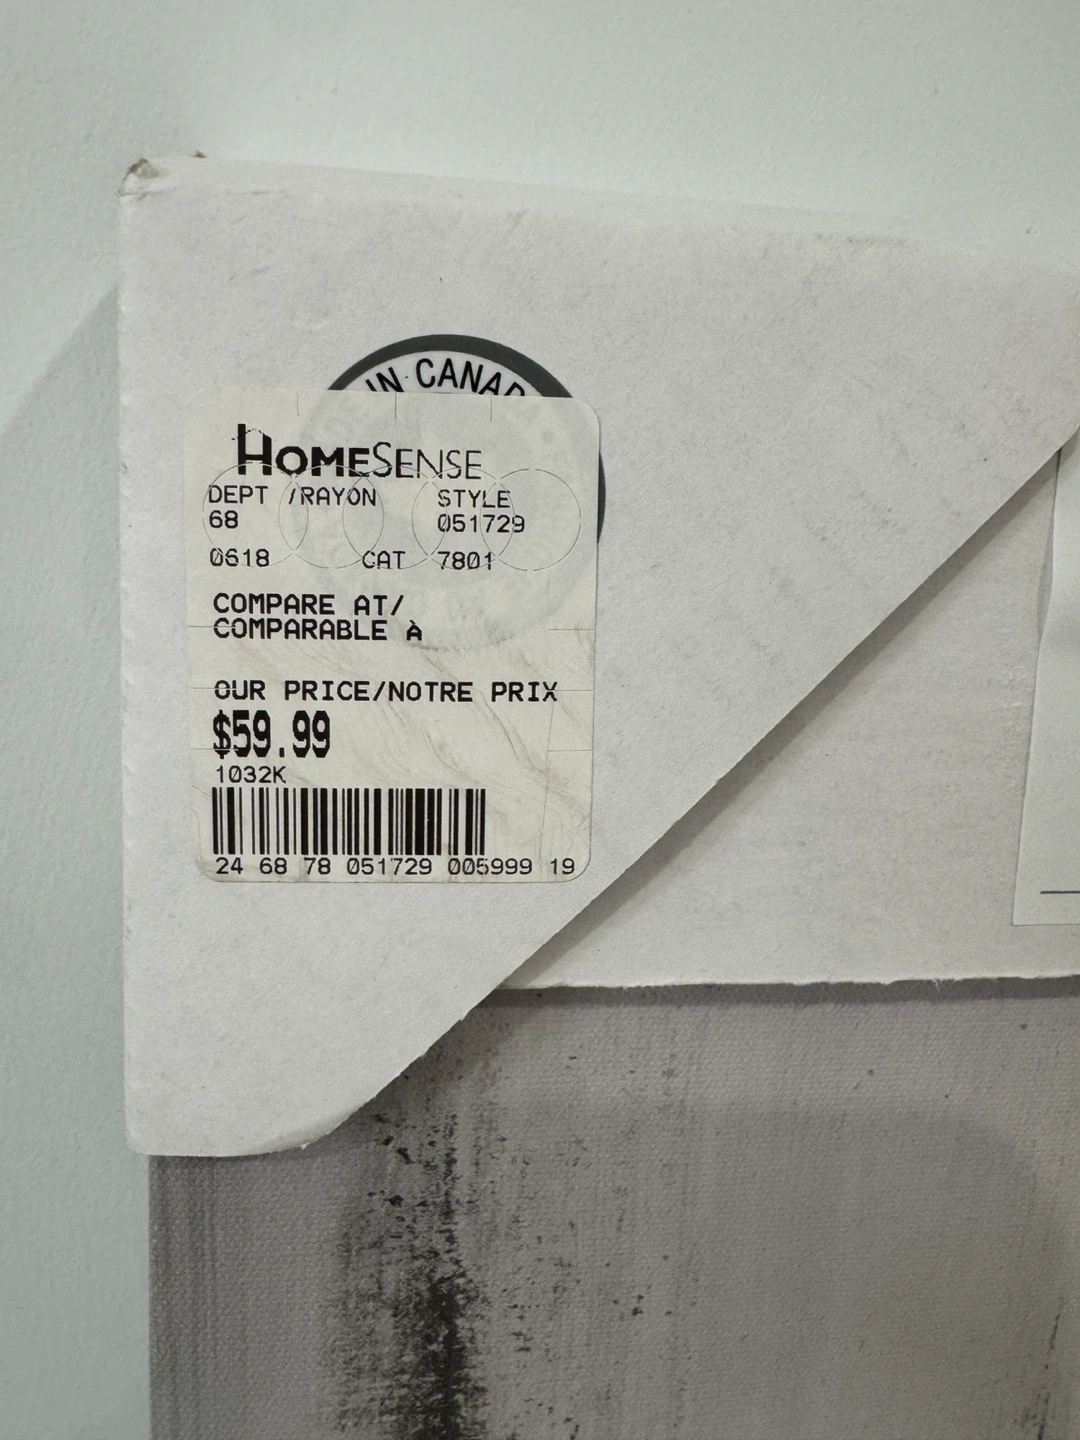 IN CANAD
HOMESENSE
DEPT /RAYON STYLE
68 051729
0618 CAT 7801
COMPARE AT/
COMPARABLE À
OUR PRICE/NOTRE PRIX
$59.99
1032K
24 68 78 051729 005999 19